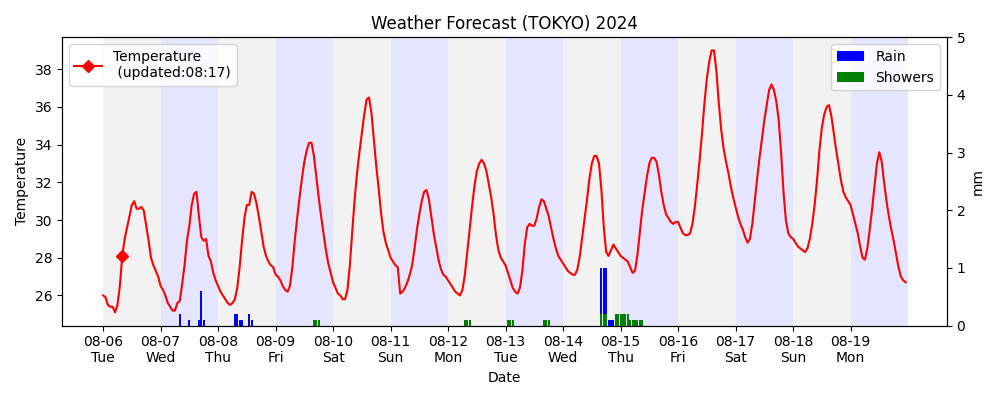 Weather Forecast (TOKYO) 2024
Temperature
(updated:08:17)
Rain
Showers
Temperature
38
36
34
32
30
28
26
5
4
3
2
1
0
mm
08-06 08-07 08-08 08-09 08-10 08-11 08-12 08-13 08-14 08-15 08-16 08-17 08-18 08-19
Tue Wed Thu Fri Sat Sun Mon Tue Wed Thu Fri Sat Sun Mon
Date